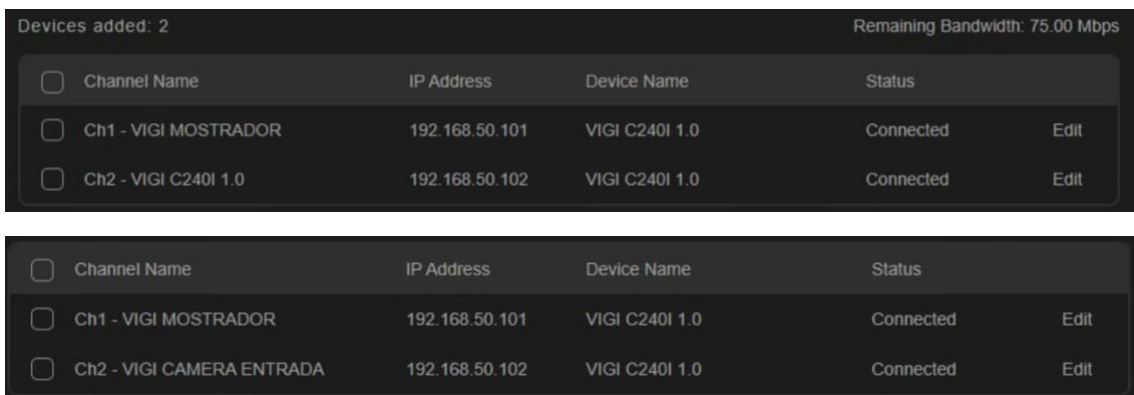 Devices added: 2 Remaining Bandwidth: 75.00 Mbps
Channel Name IP Address Device Name Status
Ch1 - VIGI MOSTRADOR 192.168.50.101 VIGI C240I 1.0 Connected Edit
Ch2 - VIGI C240I 1.0 192.168.50.102 VIGI C240I 1.0 Connected Edit
Channel Name IP Address Device Name Status
Ch1 - VIGI MOSTRADOR 192.168.50.101 VIGI C240I 1.0 Connected Edit
Ch2 - VIGI CAMERA ENTRADA 192.168.50.102 VIGI C240I 1.0 Connected Edit